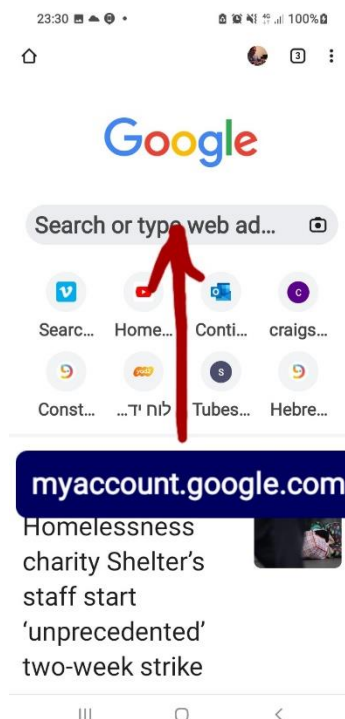 23:30 100%
3
Google
Search or type web ad...
Searc... Home... Conti... craigs...
Const... לוח יד... Tubes... Hebre...
myaccount.google.com
Homelessness
charity Shelter’s
staff start
‘unprecedented’
two-week strike